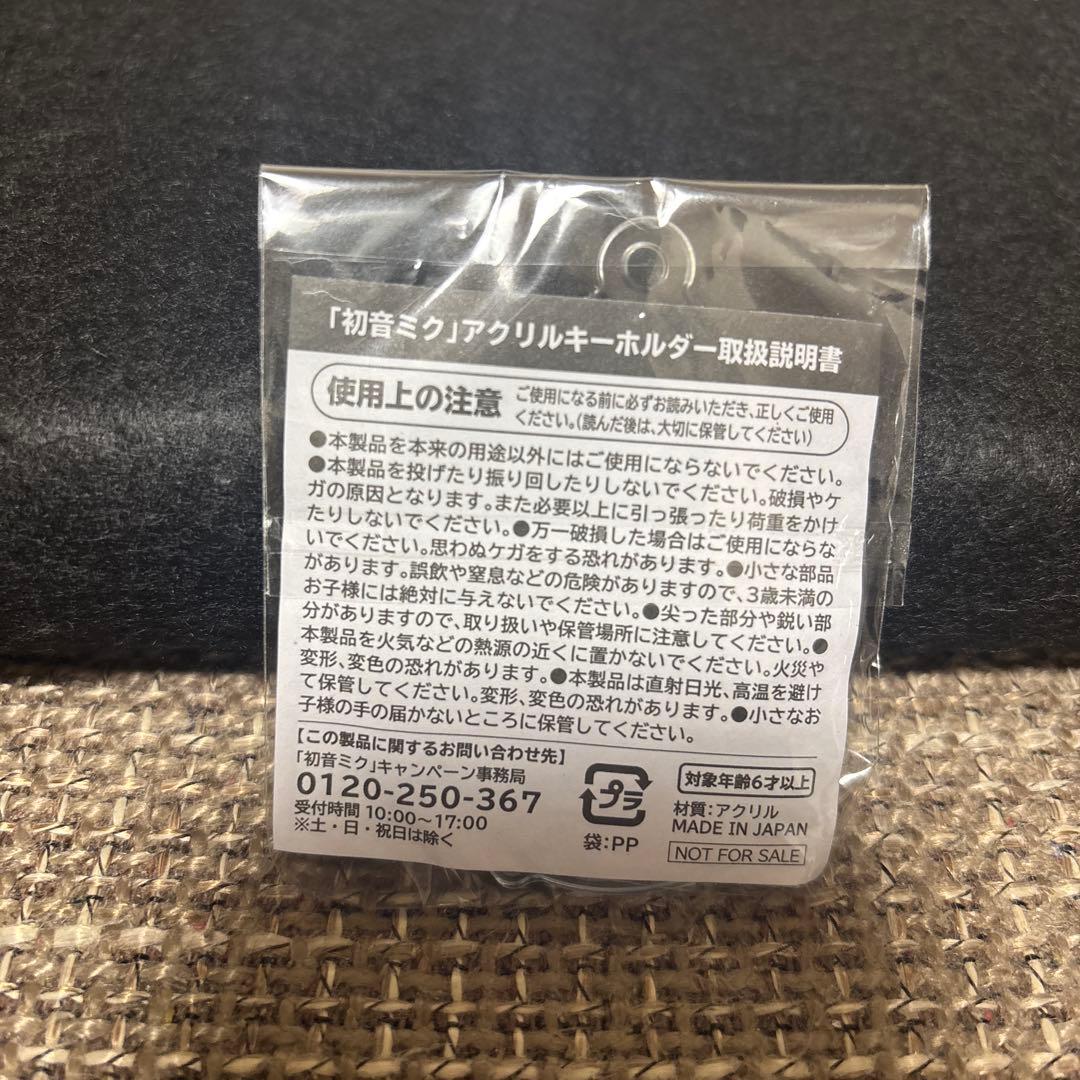 「初音ミク」アクリルキーホルダー取扱説明書
使用上の注意
ご使用になる前に必ずお読みいただき、正しくご使用
ください。(読んだ後は、大切に保管してください)
●本製品を本来の用途以外にはご使用にならないでください。
●本製品を投げたり振り回したりしないでください。破損やケ
ガの原因となります。また必要以上に引っ張ったり荷重をかけ
たりしないでください。●万一破損した場合はご使用にならな
いでください。思わぬケガをする恐れがあります。●小さな部品
があります。誤飲や窒息などの危険がありますので、3歳未満の
お子様には絶対に与えないでください。●尖った部分や鋭い部
分がありますので、取り扱いや保管場所に注意してください。●
本製品を火気などの熱源の近くに置かないでください。火災や
変形、変色の恐れがあります。●本製品は直射日光、高温を避け
て保管してください。変形、変色の恐れがあります。●小さなお
子様の手の届かないところに保管してください。
【この製品に関するお問い合わせ先】
「初音ミク」キャンペーン事務局
0120-250-367
受付時間 10:00〜17:00
※土・日・祝日は除く
プラ
袋:PP
対象年齢6才以上
材質:アクリル
MADE IN JAPAN
NOT FOR SALE